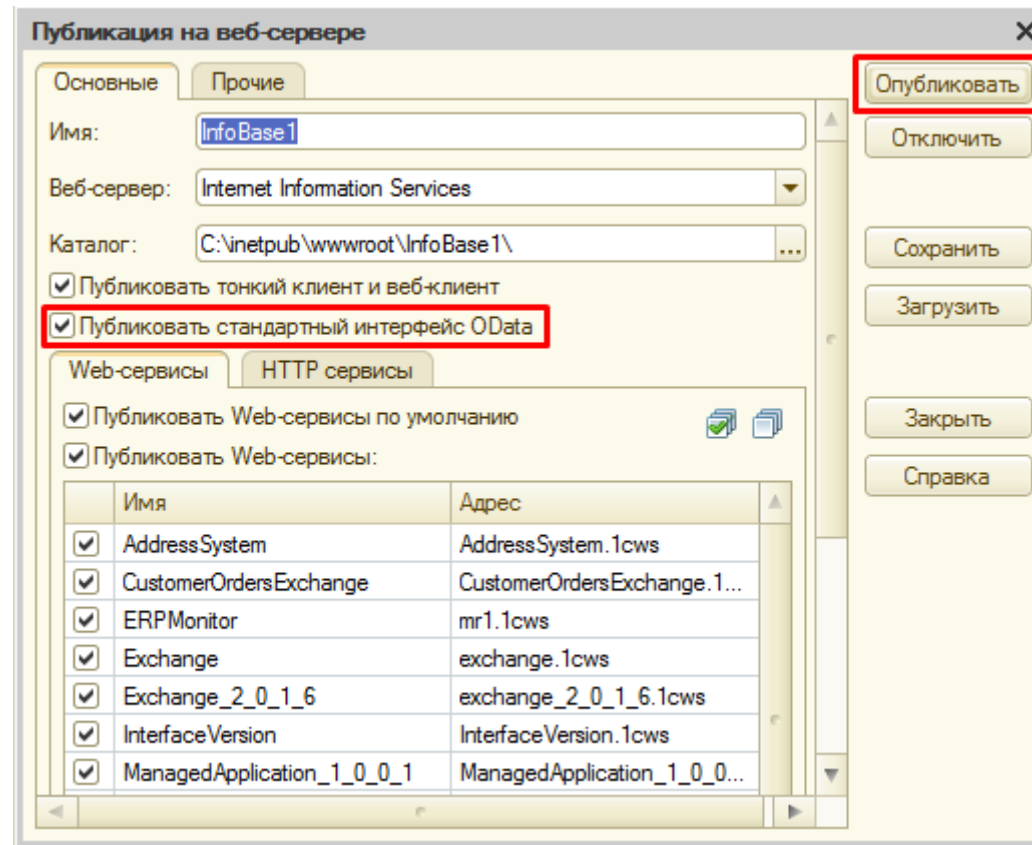 Публикация на веб-сервере
Основные Прочие
Опубликовать
Имя: InfoBase1
Отключить
Веб-сервер: Internet Information Services
Каталог: C:\inetpub\wwwroot\InfoBase1\ ...
Сохранить
Публиковать тонкий клиент и веб-клиент
Загрузить
Публиковать стандартный интерфейс OData
Web-сервисы HTTP сервисы
Публиковать Web-сервисы по умолчанию
Закрыть
Публиковать Web-сервисы:
Справка
Имя Адрес
AddressSystem AddressSystem.1cws
CustomerOrdersExchange CustomerOrdersExchange.1...
ERPMonitor mr1.1cws
Exchange exchange.1cws
Exchange_2_0_1_6 exchange_2_0_1_6.1cws
InterfaceVersion InterfaceVersion.1cws
ManagedApplication_1_0_0_1 ManagedApplication_1_0_0...